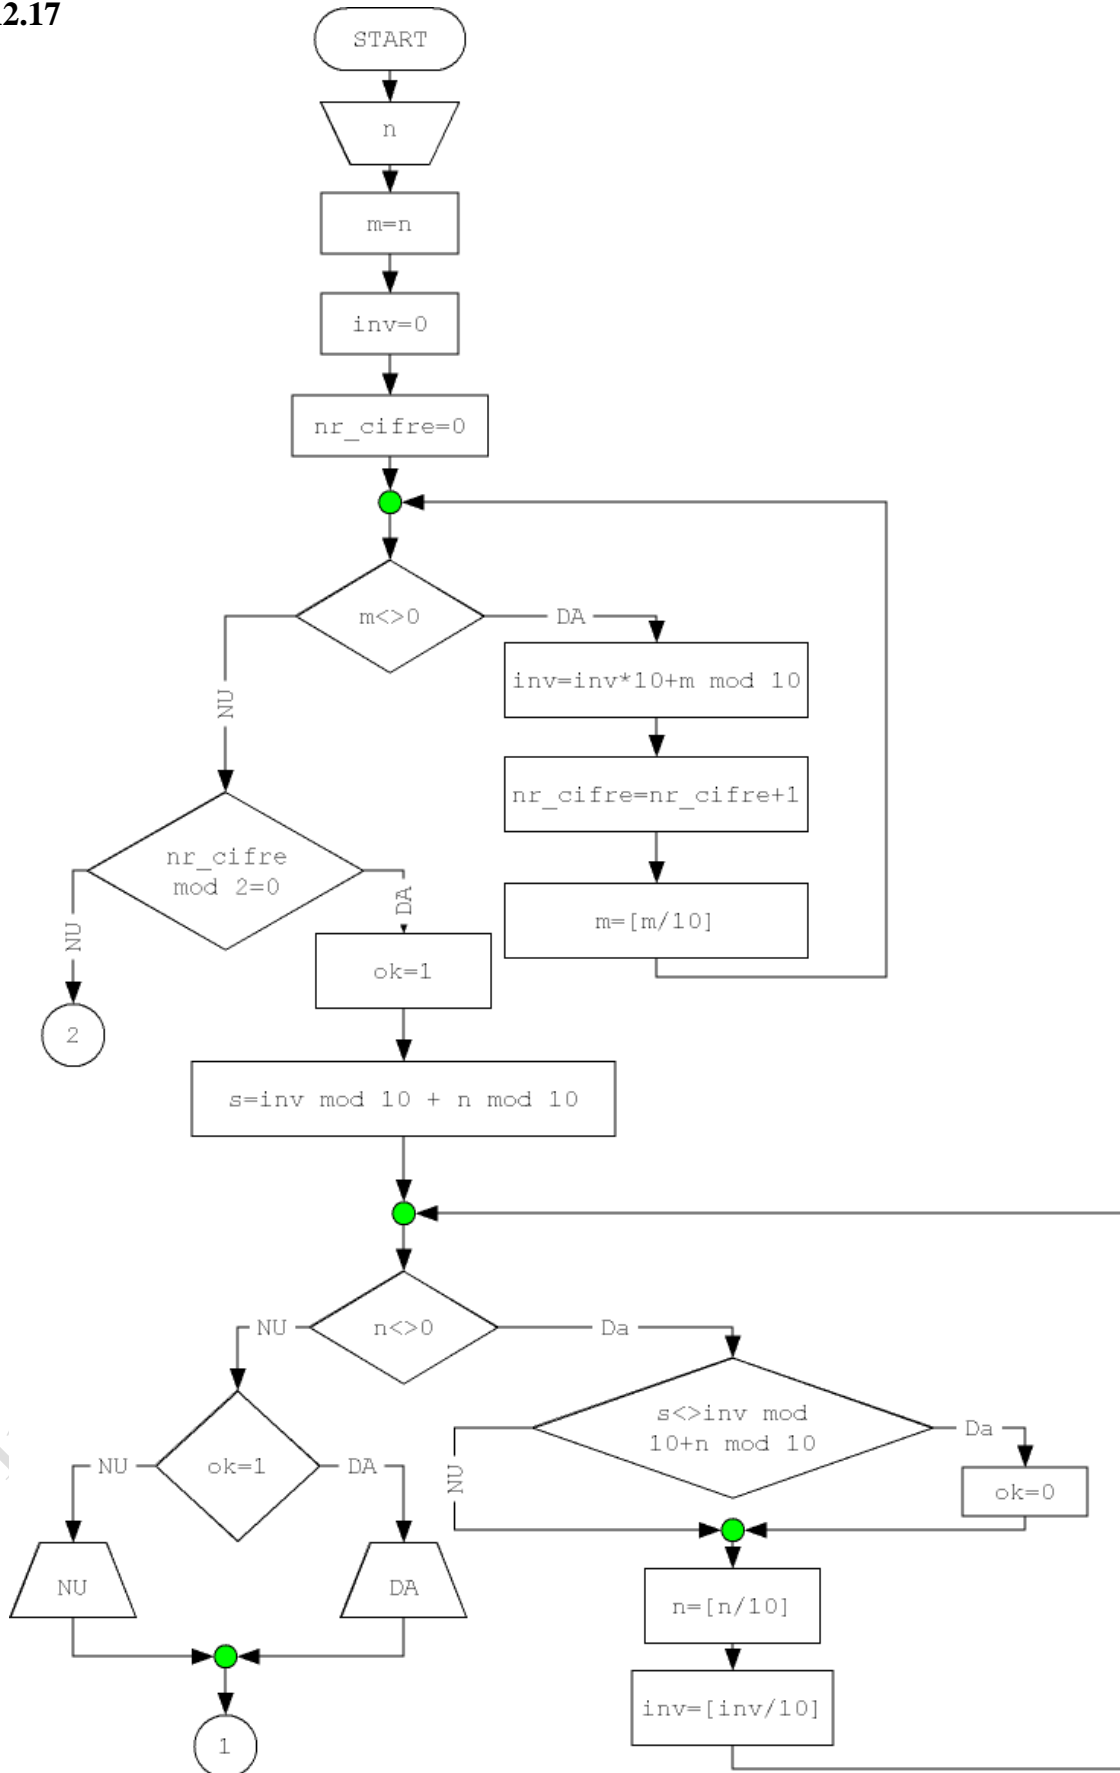 2.17
START
n
m=n
inv=0
nr_cifre=0
m<>0
DA
NU
inv=inv*10+m mod 10
nr_cifre=nr_cifre+1
m=[m/10]
nr_cifre
mod 2=0
NU
DA
2
ok=1
s=inv mod 10 + n mod 10
n<>0
NU
Da
ok=1
NU
DA
s<>inv mod
10+n mod 10
NU
Da
ok=0
NU
DA
n=[n/10]
inv=[inv/10]
1